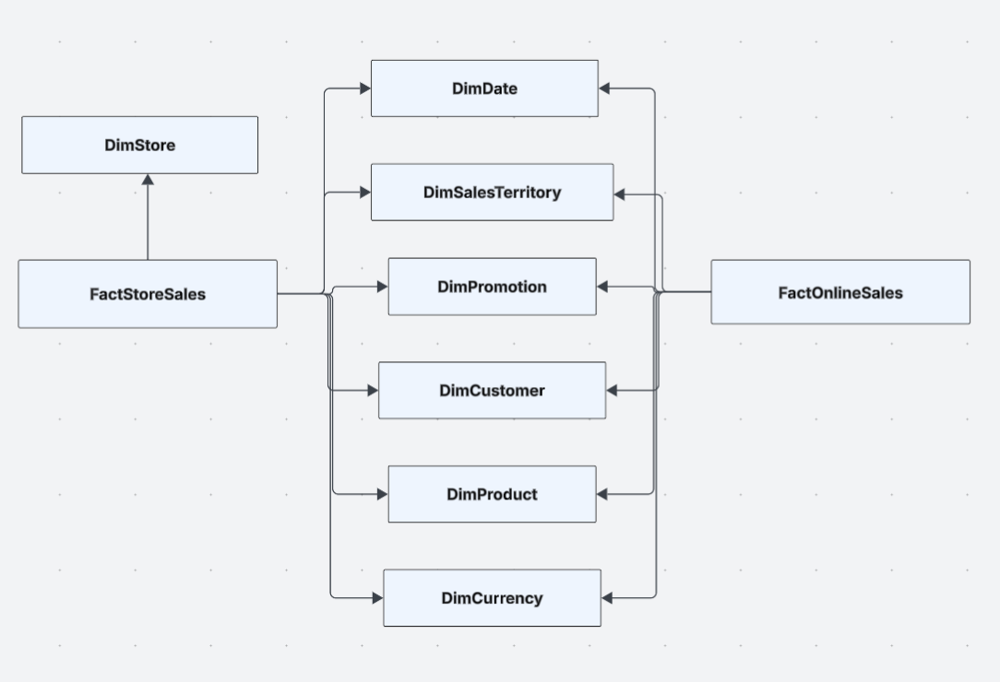 DimDate
DimStore
DimSalesTerritory
DimPromotion
FactStoreSales
FactOnlineSales
DimCustomer
DimProduct
DimCurrency